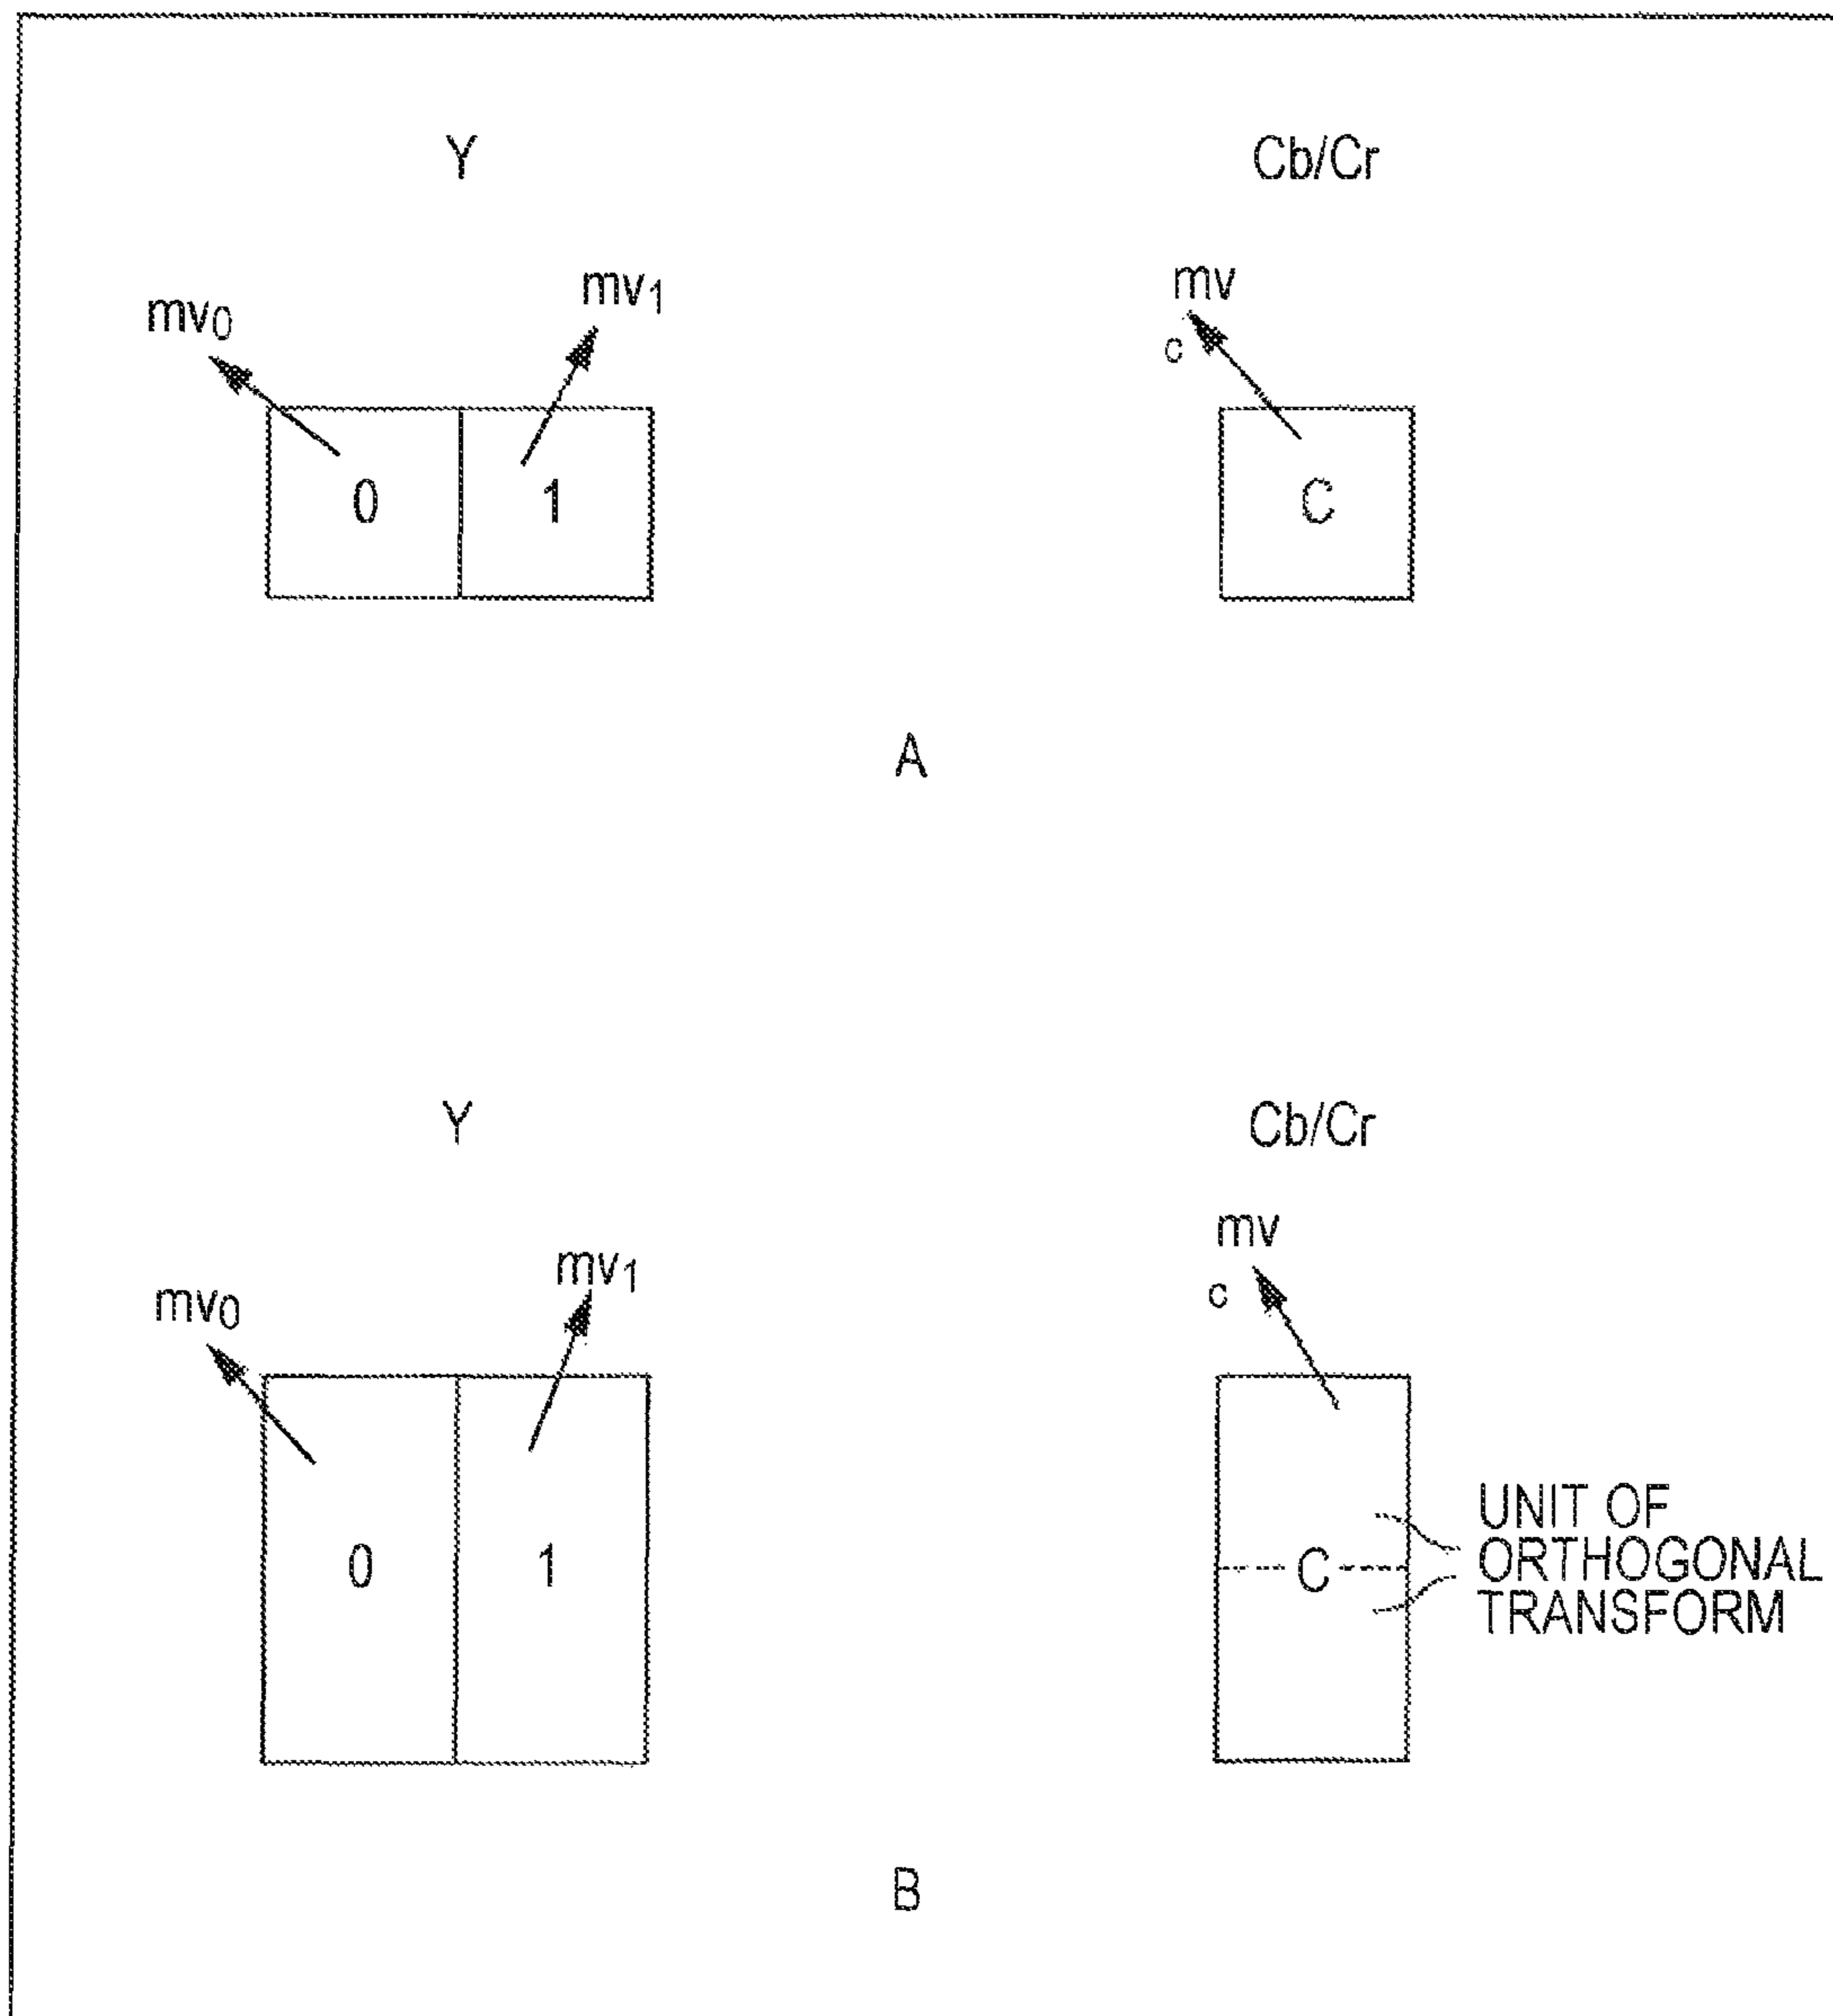 Y Cb/Cr
mv0 mv1 mv c
0 1 C
A
Y Cb/Cr
mv0 mv1 mv c
0 1 C
UNIT OF
ORTHOGONAL
TRANSFORM
B